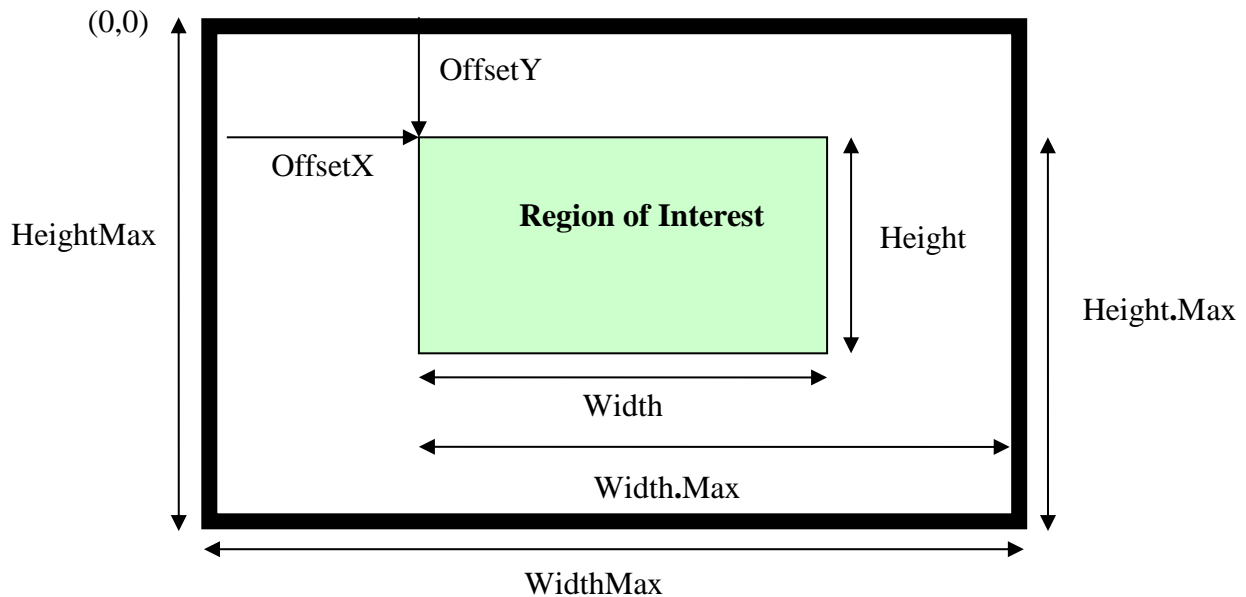 (0,0)
OffsetY
OffsetX
Region of Interest
HeightMax
Height
Height.Max
Width
Width.Max
WidthMax